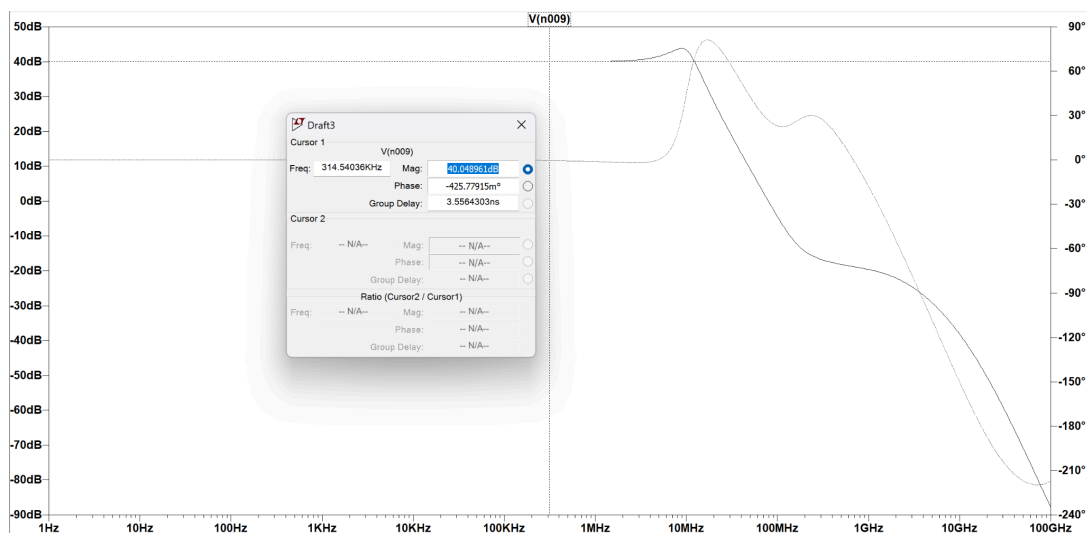 V(n009)
50dB
40dB
30dB
20dB
10dB
0dB
-10dB
-20dB
-30dB
-40dB
-50dB
-60dB
-70dB
-80dB
-90dB
Draft3
Cursor 1
V(n009)
Freq: 314.54036KHz Mag: 40.048961dB
Phase: -425.77915m°
Group Delay: 3.5564303ns
Cursor 2
Freq: -- N/A-- Mag: -- N/A--
Phase: -- N/A--
Group Delay: -- N/A--
Ratio (Cursor2 / Cursor1)
Freq: -- N/A-- Mag: -- N/A--
Phase: -- N/A--
Group Delay: -- N/A--
90°
60°
30°
0°
-30°
-60°
-90°
-120°
-150°
-180°
-210°
-240°
1Hz 10Hz 100Hz 1KHz 10KHz 100KHz 1MHz 10MHz 100MHz 1GHz 10GHz 100GHz